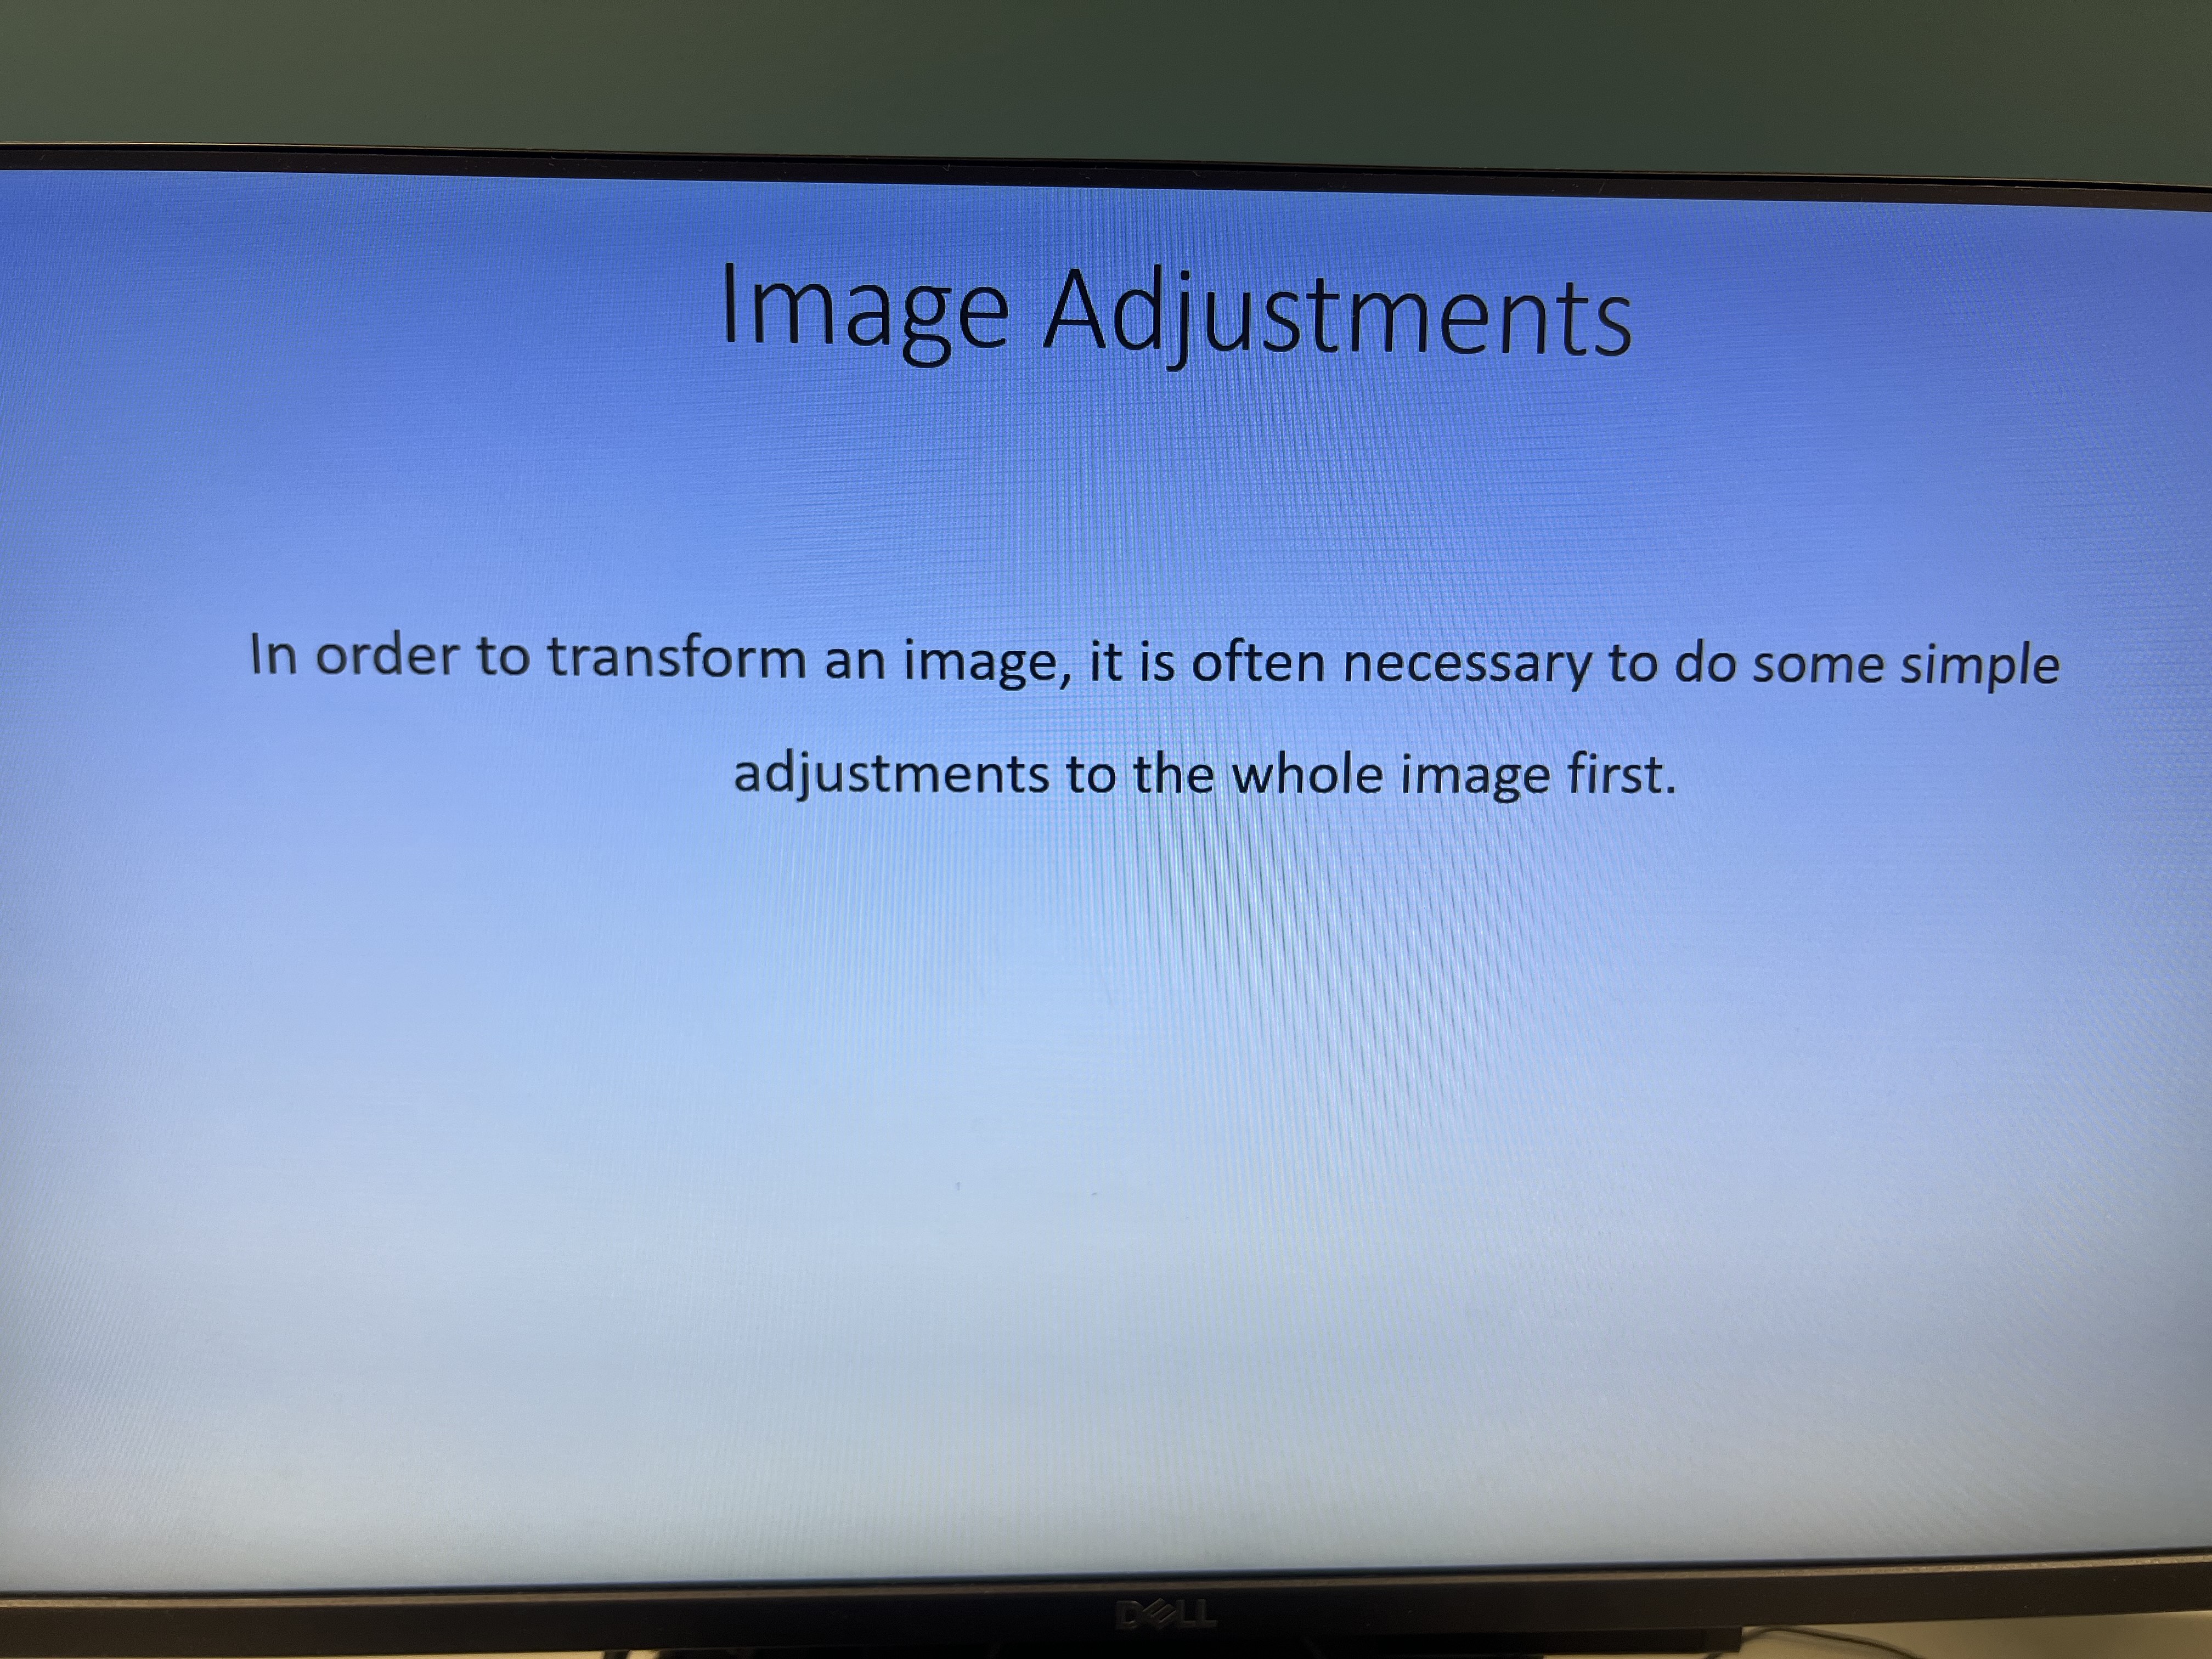 Image Adjustments
In order to transform an image, it is often necessary to do some simple
adjustments to the whole image first.
DELL